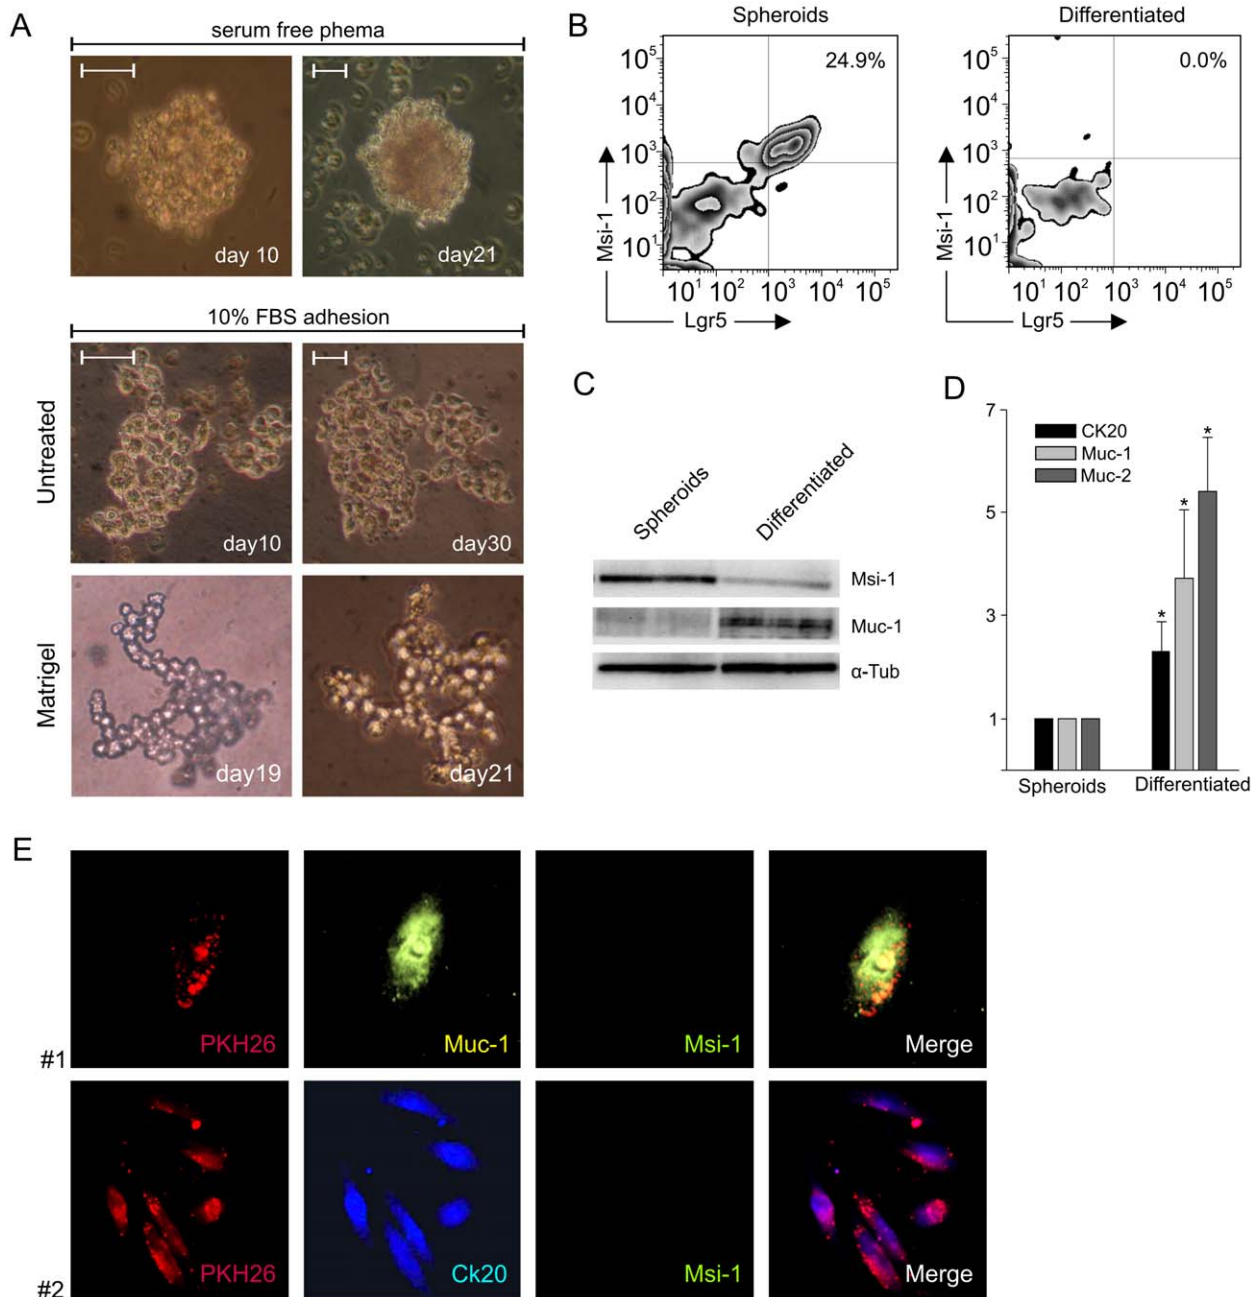 A
serum free phema
day 10
day21
10% FBS adhesion
Untreated
day10
day30
Matrigel
day19
day21
B
Spheroids
Differentiated
10⁵
10⁴
10³
10²
10¹
24.9%
Msi-1
10¹ 10² 10³ 10⁴ 10⁵
Lgr5
10⁵
10⁴
10³
10²
10¹
0.0%
Msi-1
10¹ 10² 10³ 10⁴ 10⁵
Lgr5
C
Spheroids
Differentiated
Msi-1
Muc-1
α-Tub
D
7
5
3
1
CK20
Muc-1
Muc-2
* * *
Spheroids
Differentiated
E
#1
PKH26
Muc-1
Msi-1
Merge
#2
PKH26
Ck20
Msi-1
Merge